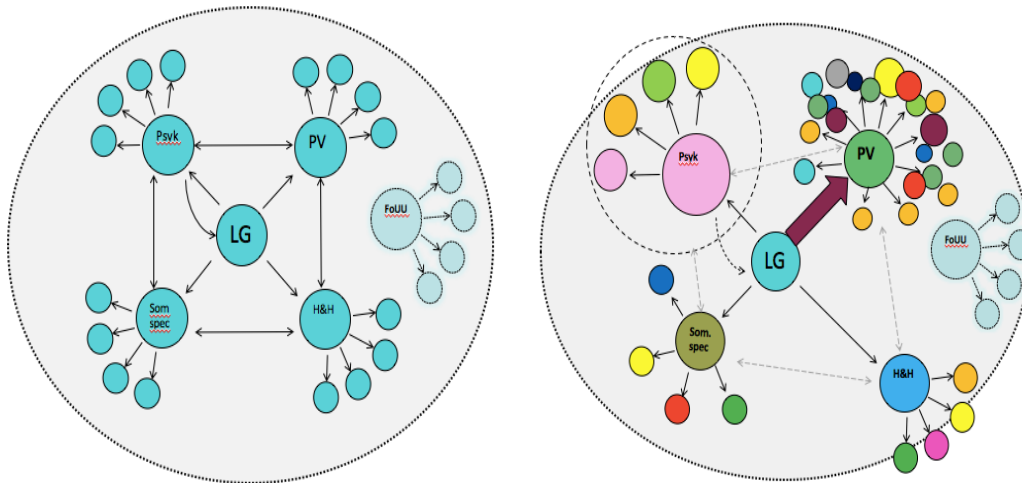 Psyk
PV
FoUU
LG
Som
spec
H&H
Psyk
PV
FoUU
LG
Som.
spec
H&H